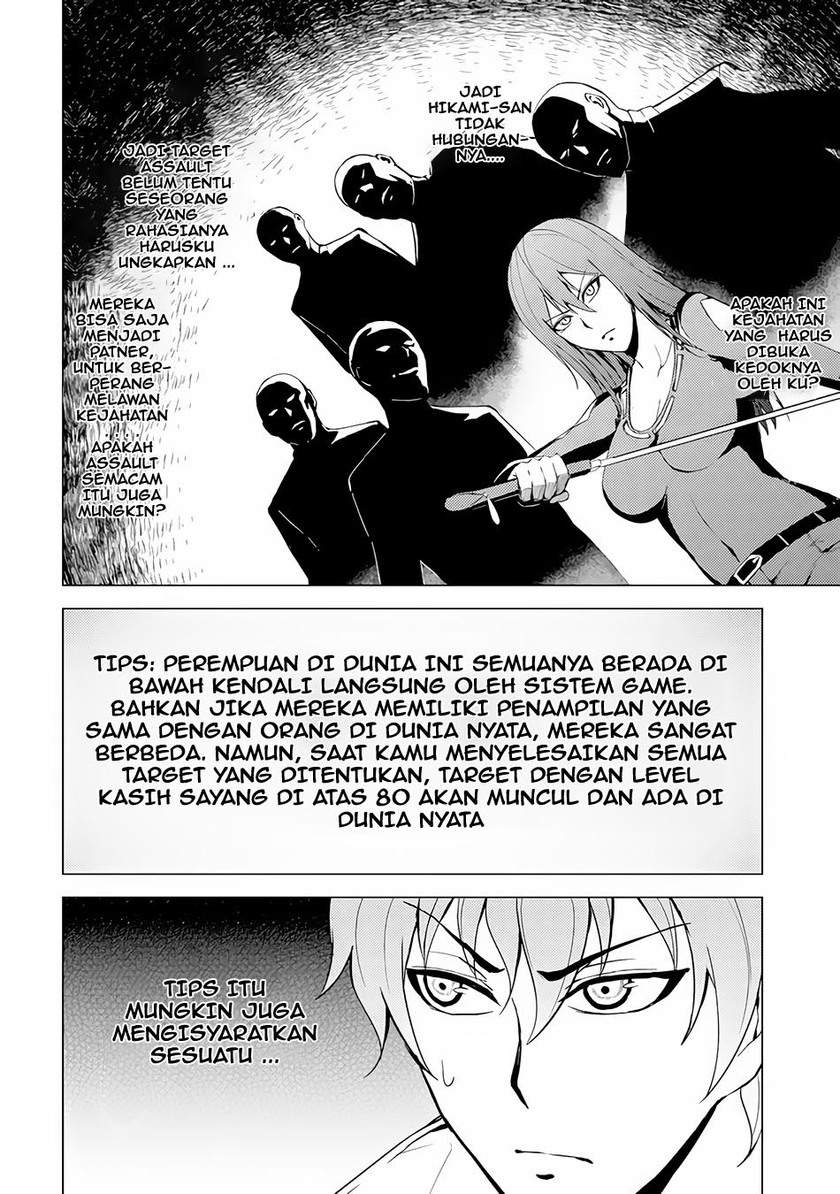 JADI
HIKAMI-SAN
TIDAK
HUBUNGAN-
NYA....
APAKAH INI
KEJAHATAN
YANG HARUS
DIBUKA
KEDOKNYA
OLEH KU?
JADI TARGET
ASSAULT
BELUM TENTU
SESEORANG
YANG
RAHASIANYA
HARUSKU
UNGKAPKAN ...
MEREKA
BISA SAJA
MENJADI
PATNER,
UNTUK BER-
PERANG
MELAWAN
KEJAHATAN
....
APAKAH
ASSAULT
SEMACAM
ITU JUGA
MUNGKIN?
TIPS: PEREMPUAN DI DUNIA INI SEMUANYA BERADA DI
BAWAH KENDALI LANGSUNG OLEH SISTEM GAME.
BAHKAN JIKA MEREKA MEMILIKI PENAMPILAN YANG
SAMA DENGAN ORANG DI DUNIA NYATA, MEREKA SANGAT
BERBEDA. NAMUN, SAAT KAMU MENYELESAIKAN SEMUA
TARGET YANG DITENTUKAN, TARGET DENGAN LEVEL
KASIH SAYANG DI ATAS 80 AKAN MUNCUL DAN ADA DI
DUNIA NYATA
TIPS ITU
MUNGKIN JUGA
MENGISYARATKAN
SESUATU ...